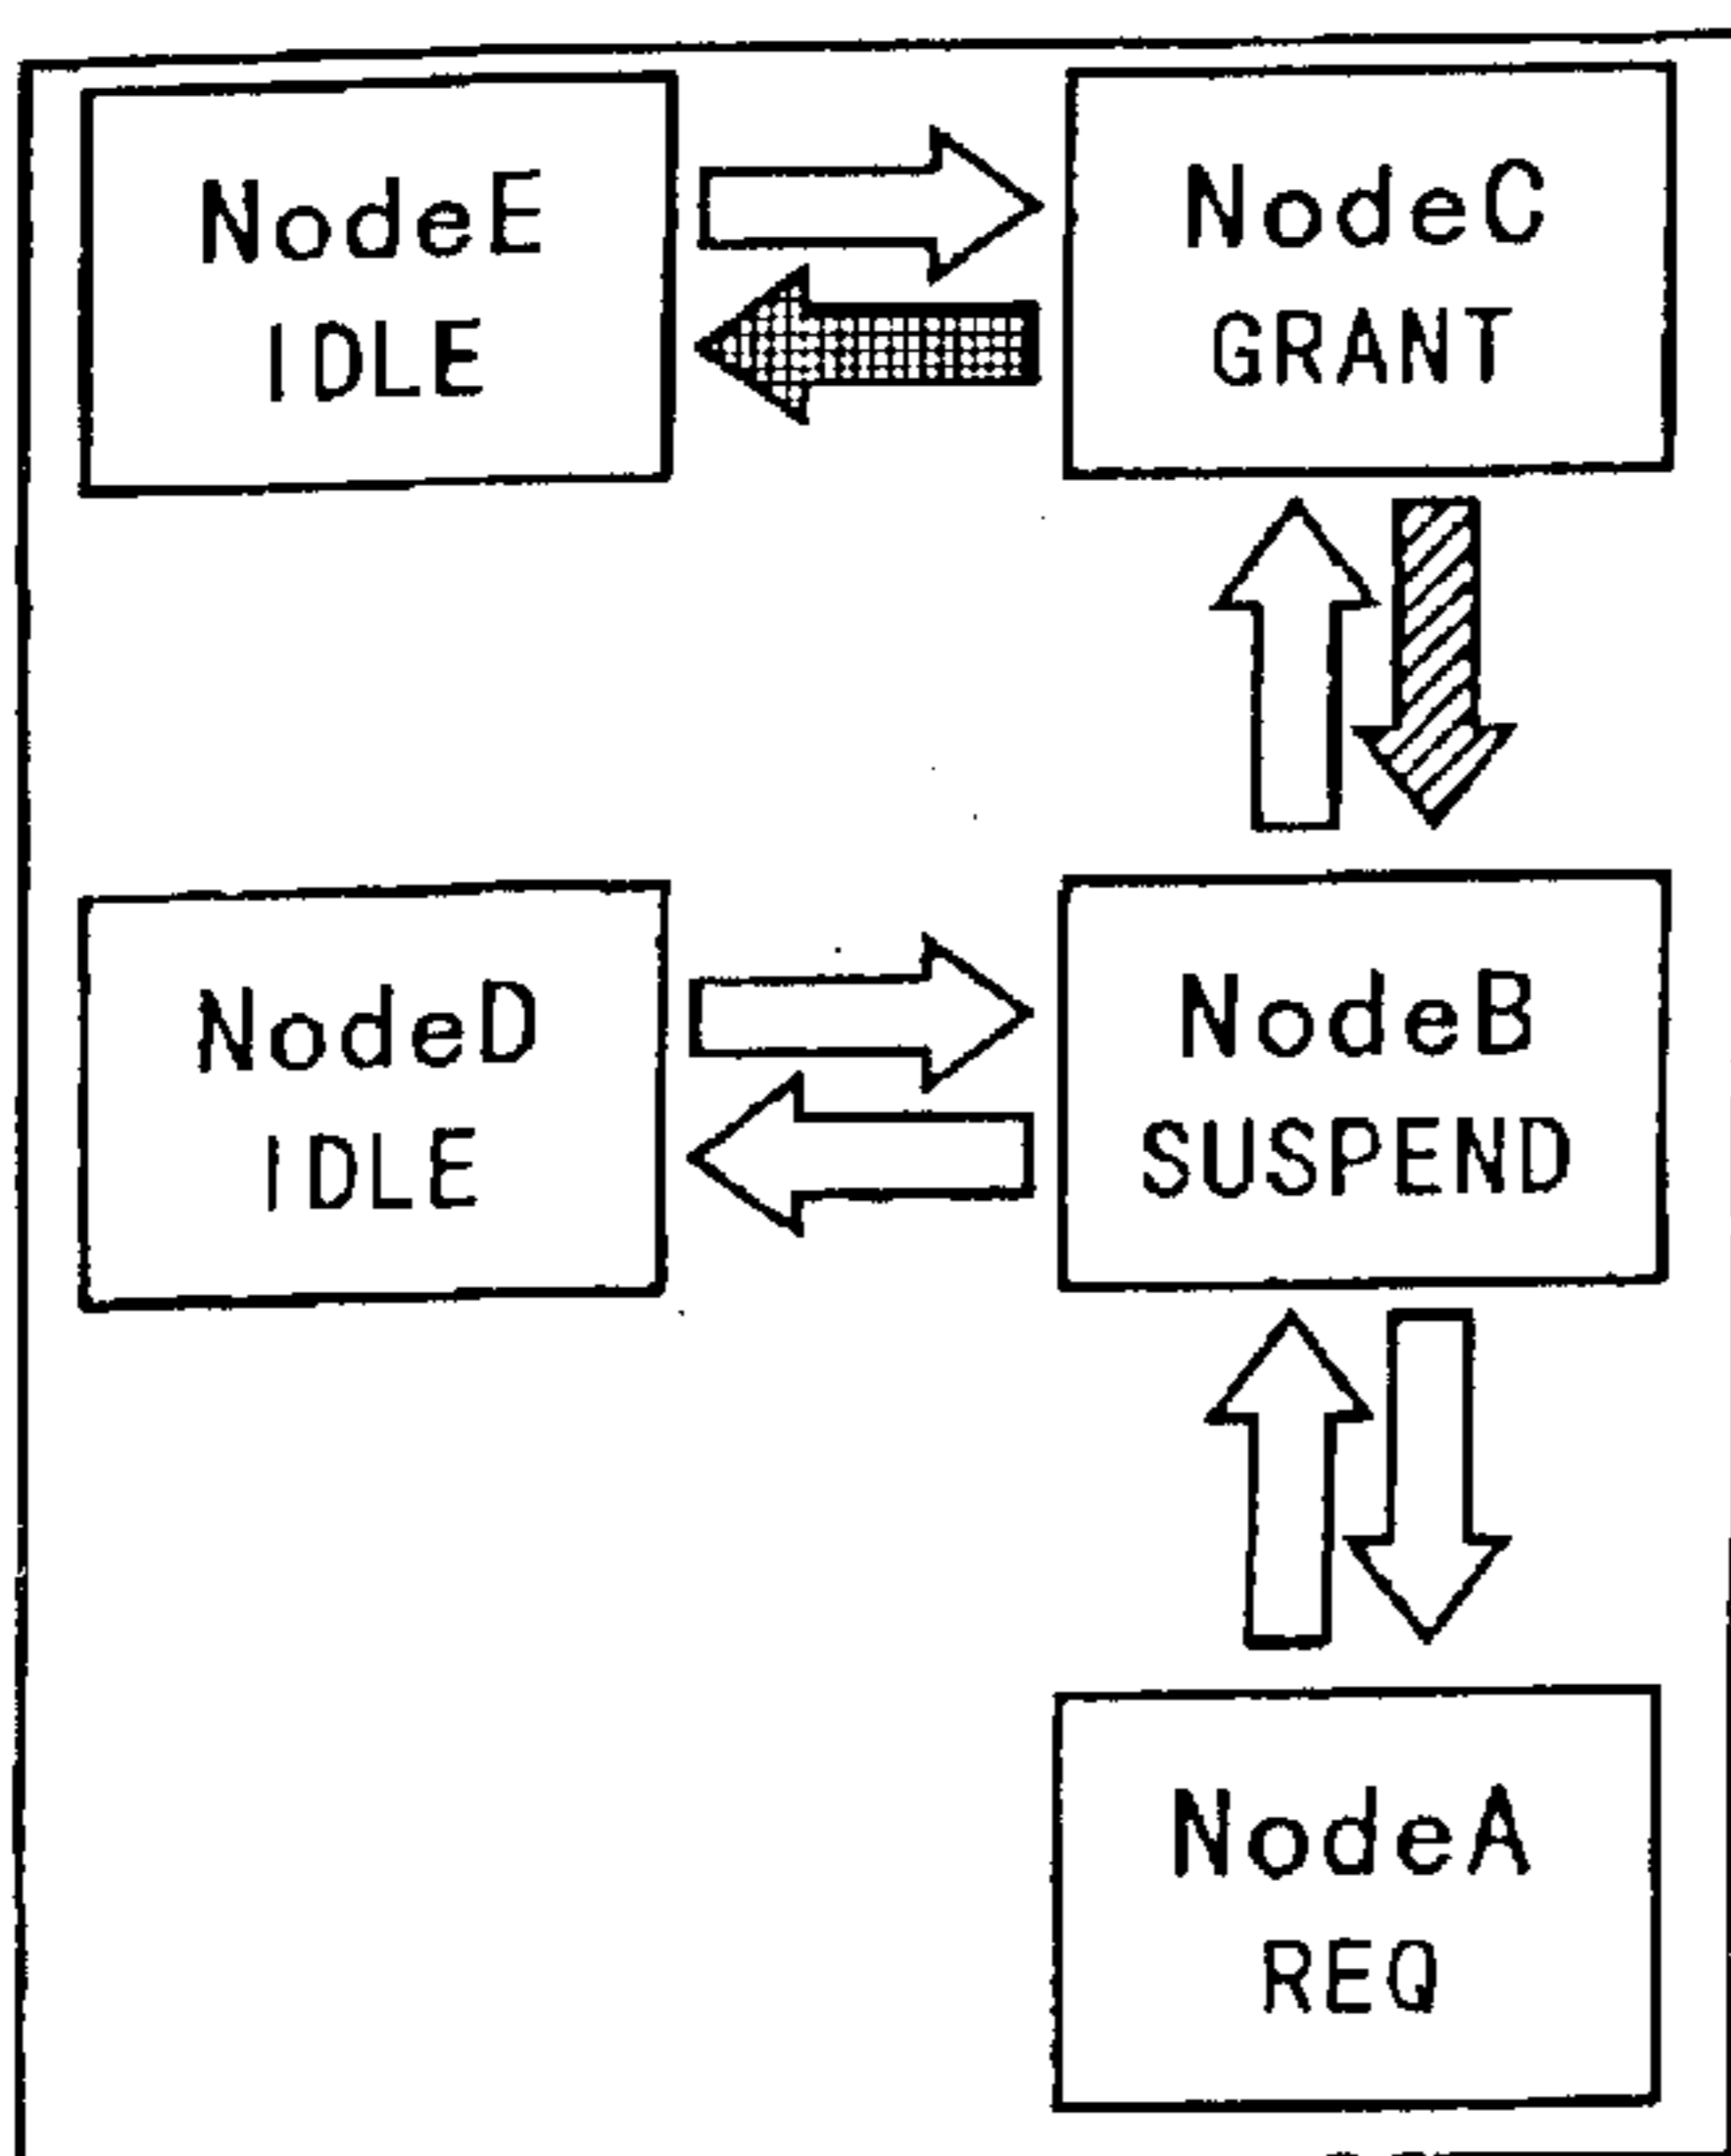 NodeE
IDLE
NodeC
GRANT
NodeD
IDLE
NodeB
SUSPEND
NodeA
REQ